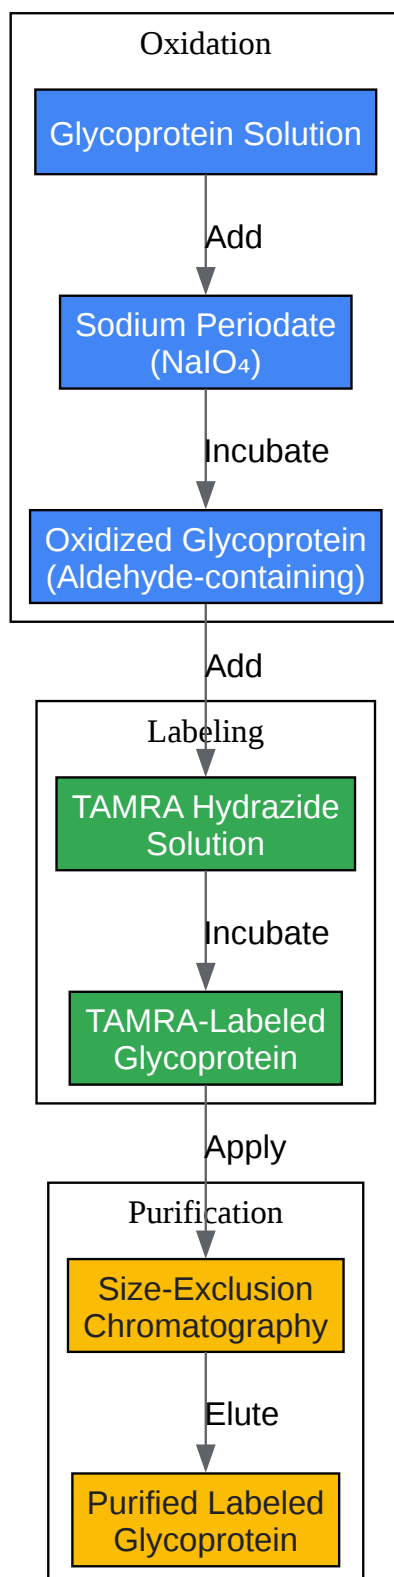 Oxidation
Glycoprotein Solution
Add
Sodium Periodate
(NaIO₄)
Incubate
Oxidized Glycoprotein
(Aldehyde-containing)
Add
Labeling
TAMRA Hydrazide
Solution
Incubate
TAMRA-Labeled
Glycoprotein
Apply
Purification
Size-Exclusion
Chromatography
Elute
Purified Labeled
Glycoprotein